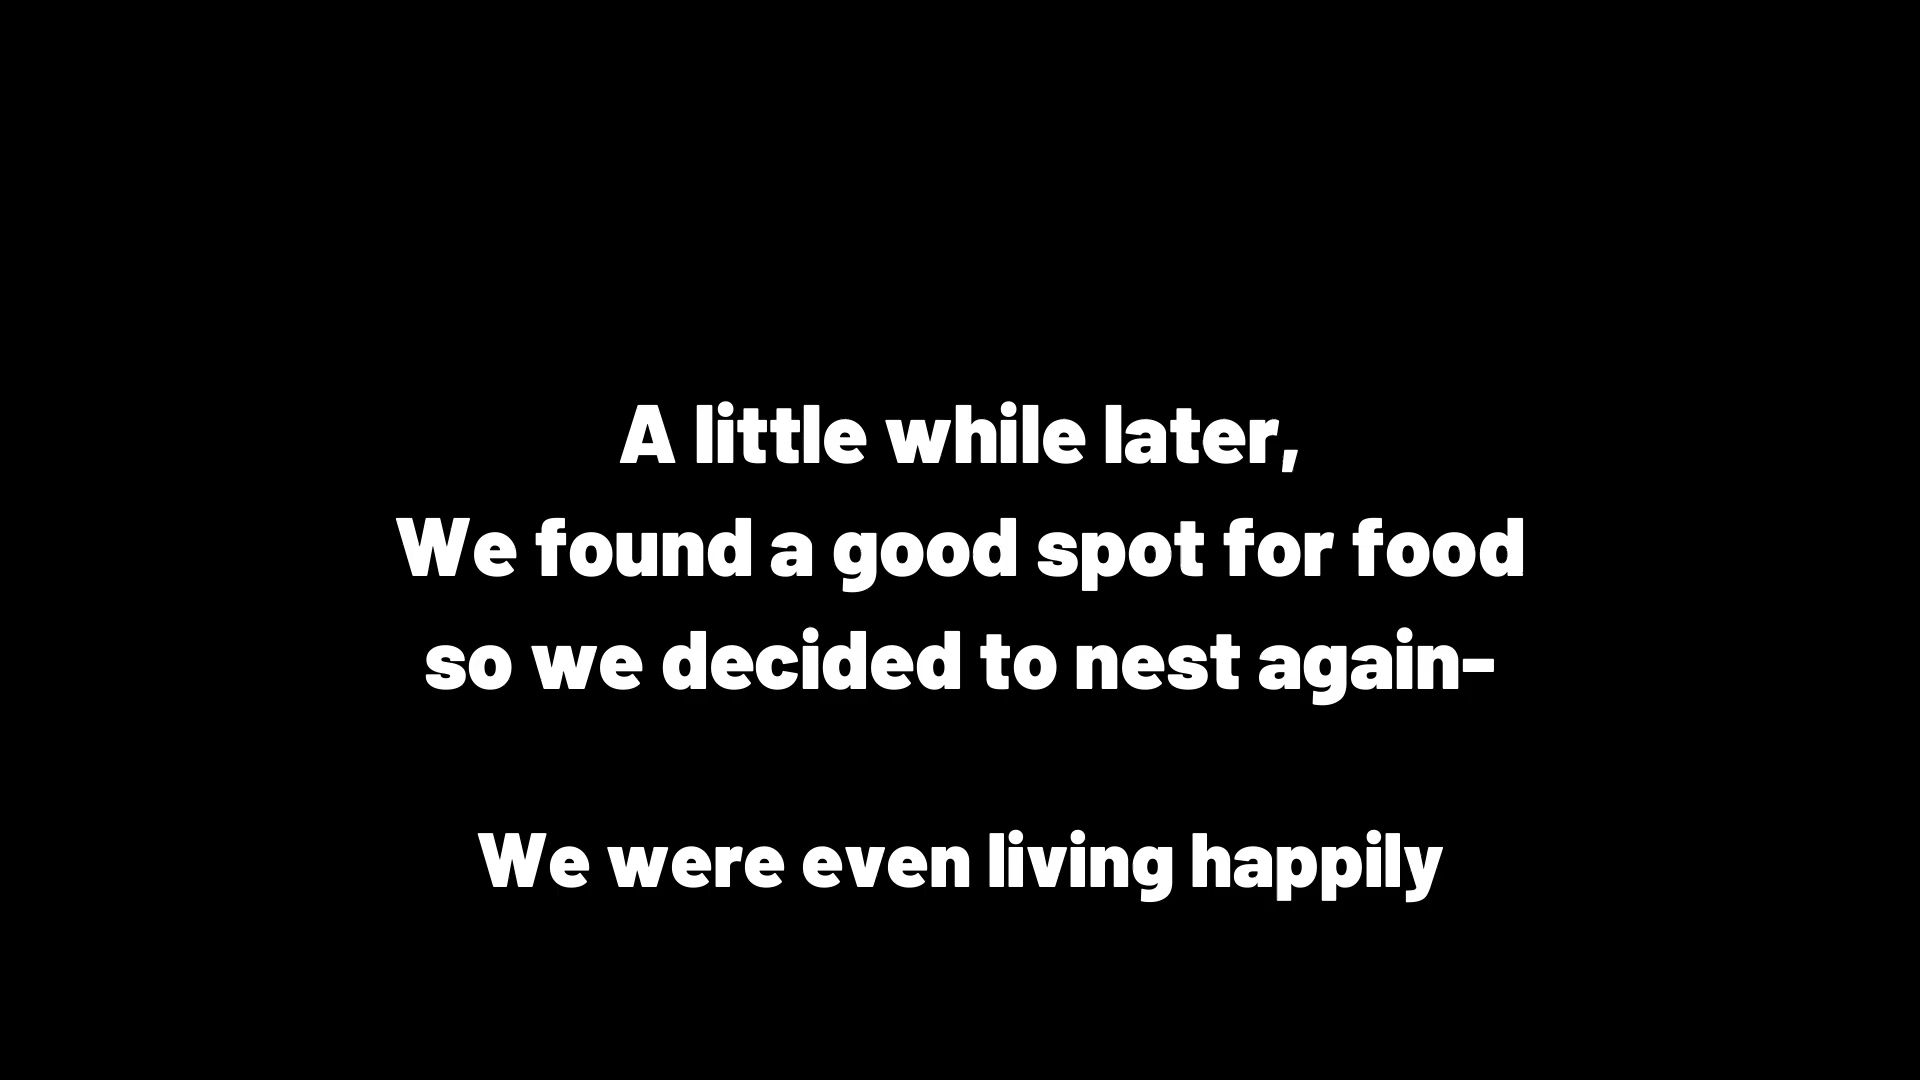 A little while later,
We found a good spot for food
so we decided to nest again-
We were even living happily